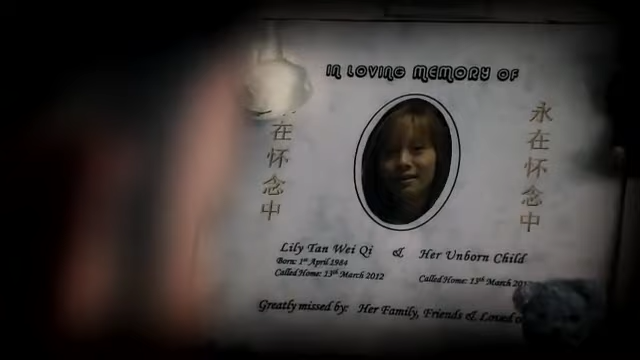 IN LOVING MEMORY OF
在怀念中
永在怀念中
Lily Tan Wei Qi & Her Unborn Child
Born: 1st April 1984
Called Home: 13th March 2012 Called Home: 13th March
Greatly missed by: Her Family, Friends &